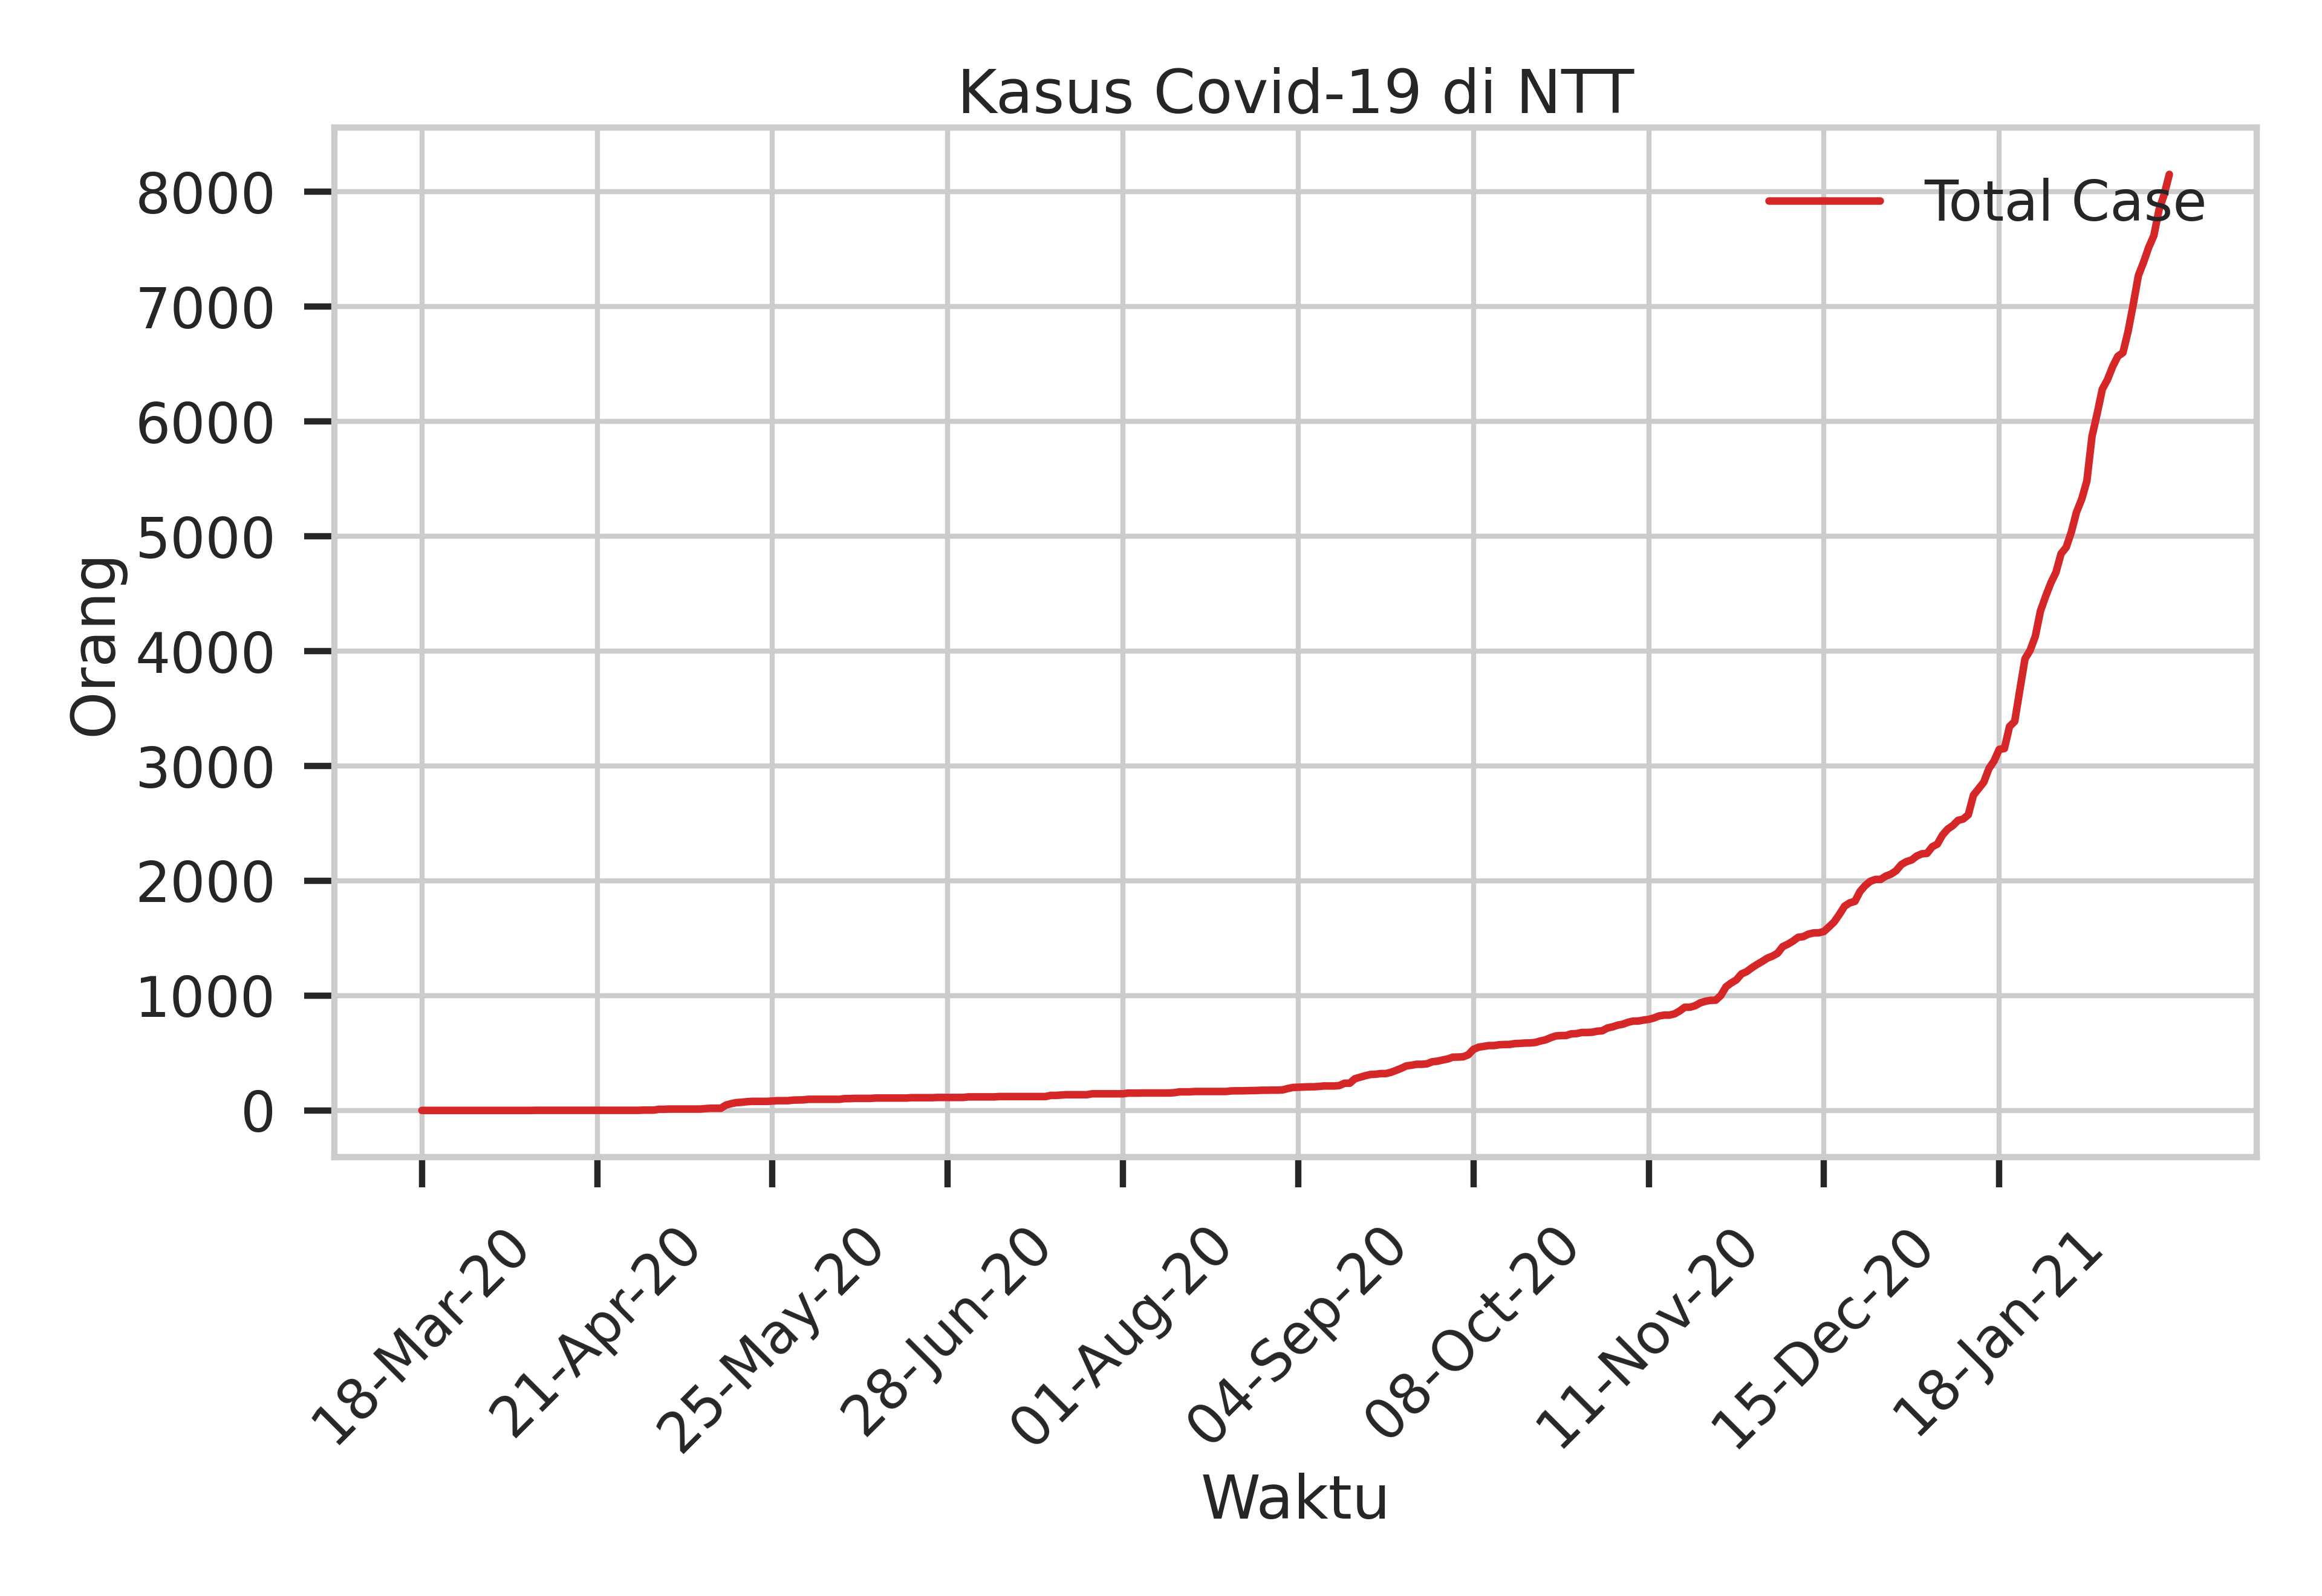 Kasus Covid-19 di NTT
Total Case
Orang
8000
7000
6000
5000
4000
3000
2000
1000
0
18-Mar-20
21-Apr-20
25-May-20
28-Jun-20
01-Aug-20
04-Sep-20
08-Oct-20
11-Nov-20
15-Dec-20
18-Jan-21
Waktu